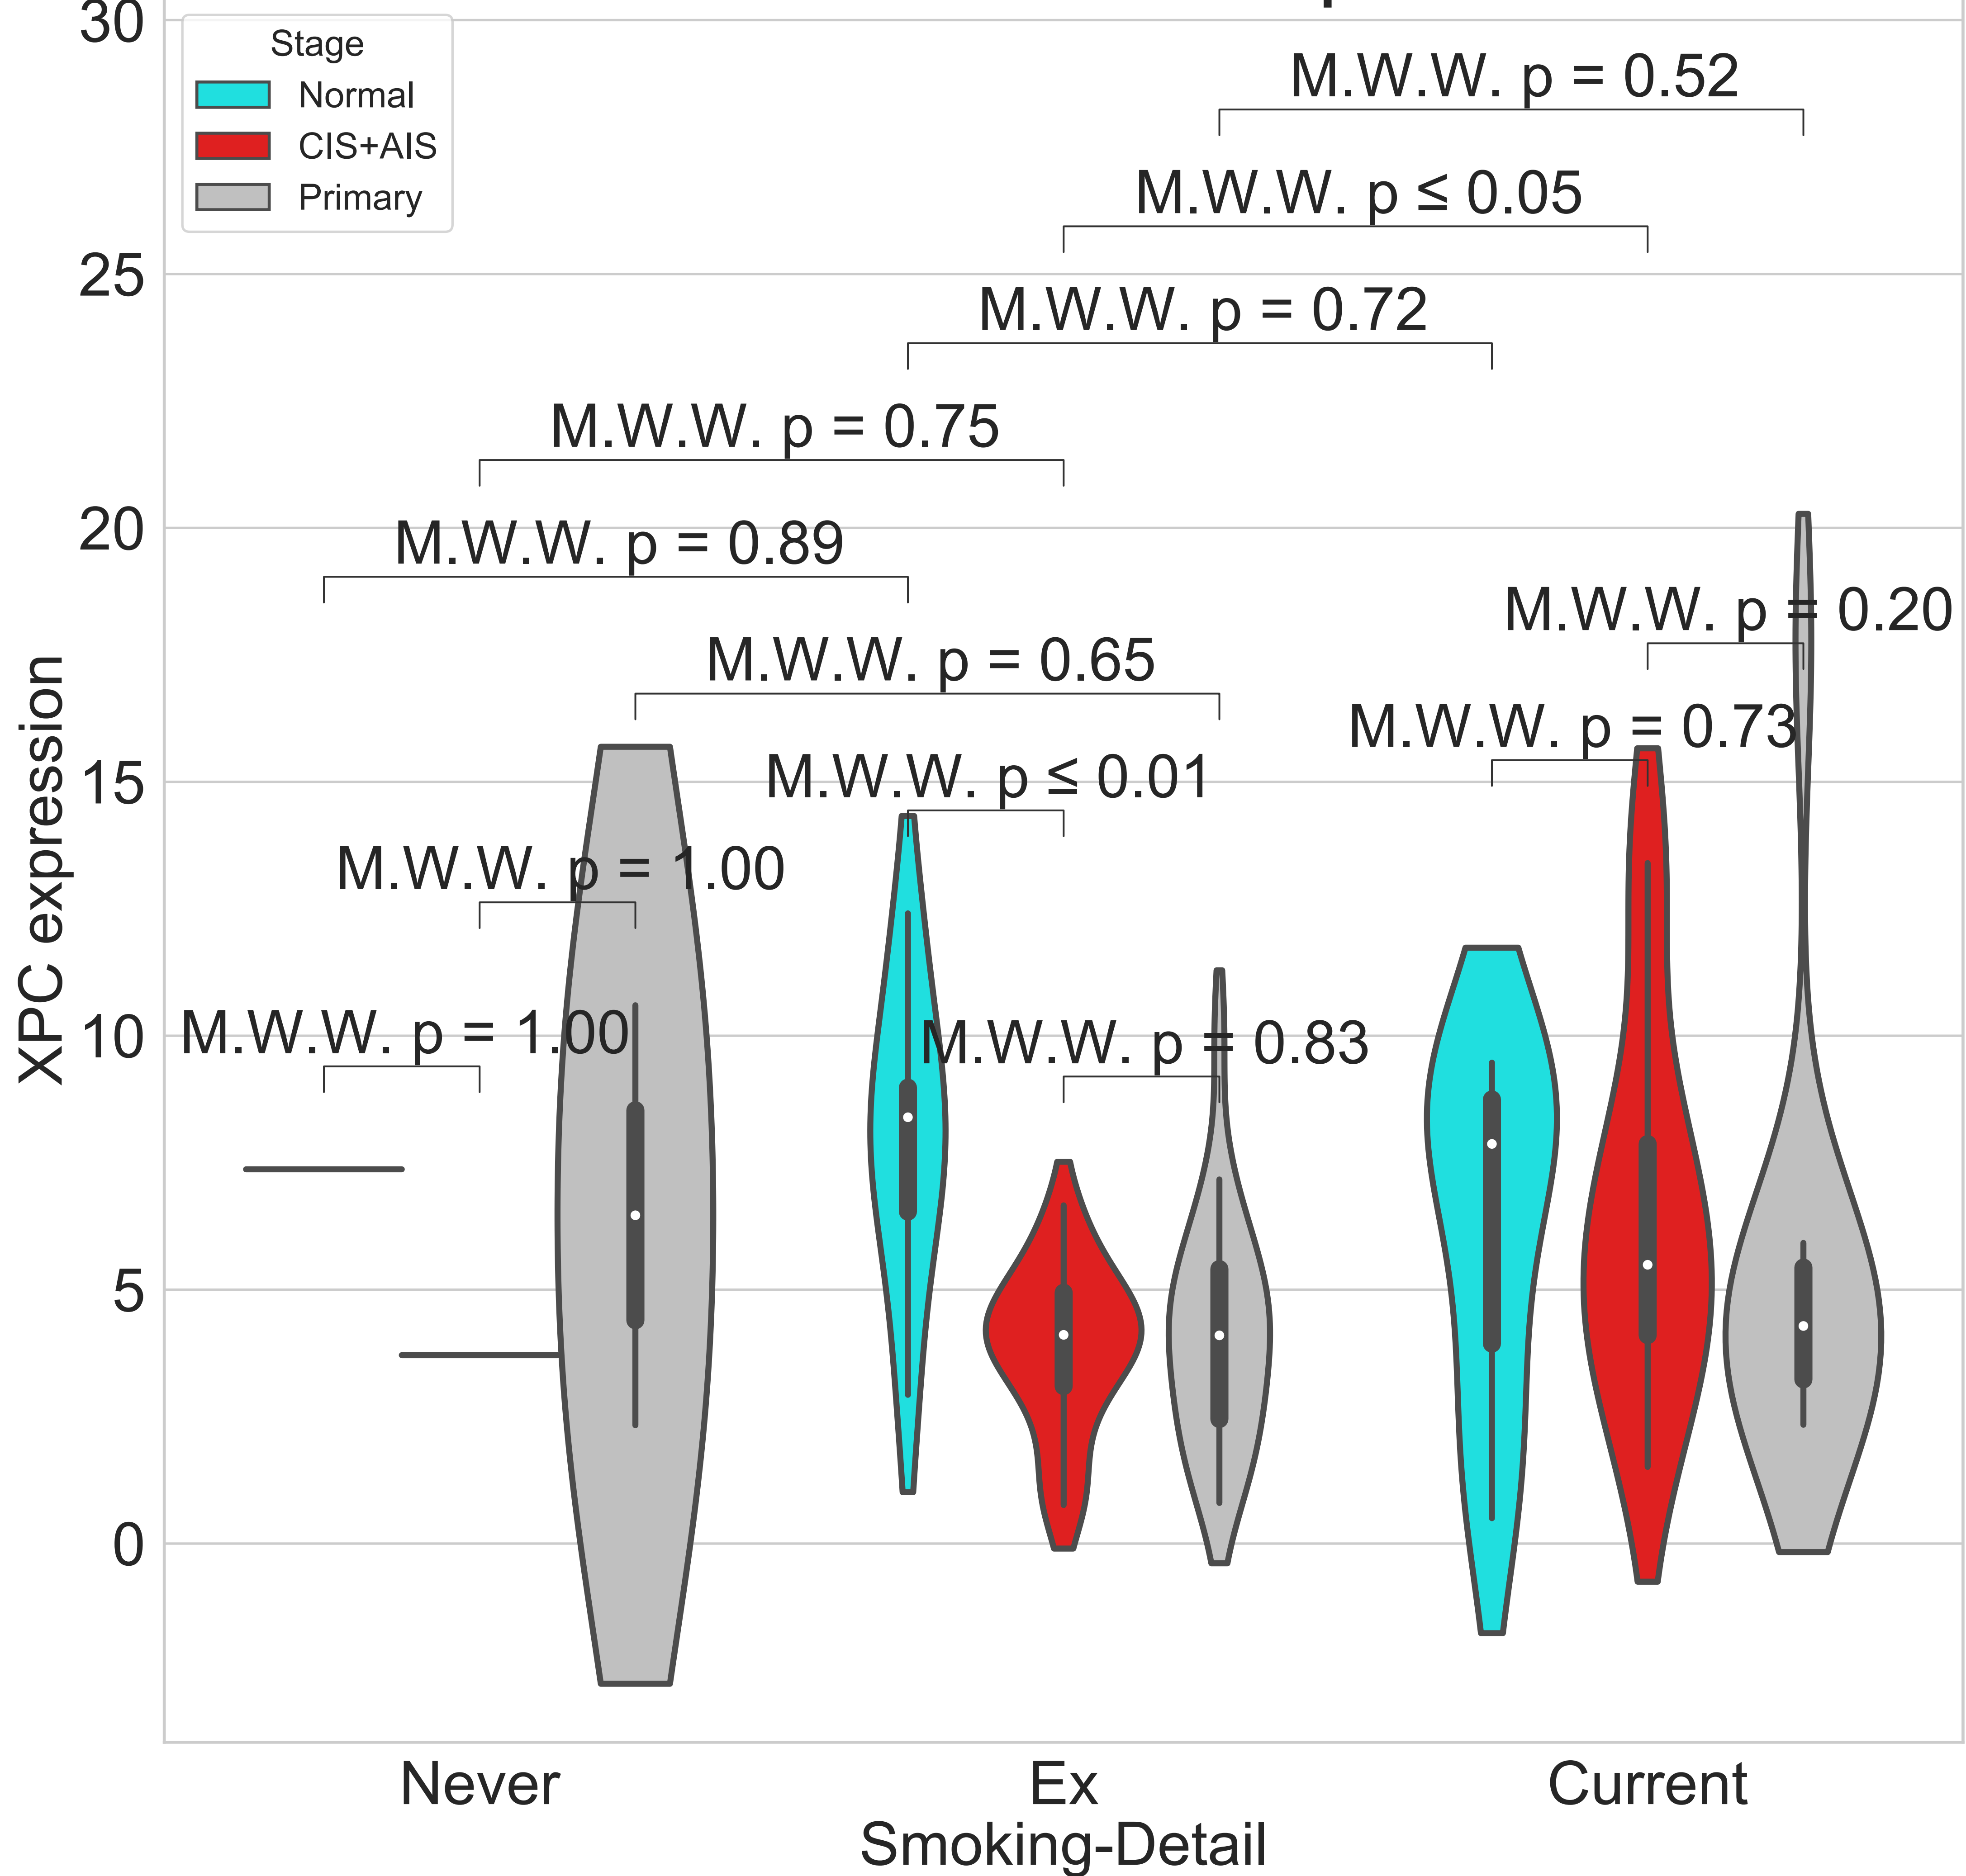 30
Stage
Normal
CIS+AIS
Primary
M.W.W. p = 0.52
M.W.W. p ≤ 0.05
25
M.W.W. p = 0.72
M.W.W. p = 0.75
20
M.W.W. p = 0.89
M.W.W. p = 0.20
M.W.W. p = 0.65
M.W.W. p = 0.73
15
M.W.W. p ≤ 0.01
M.W.W. p = 1.00
10
M.W.W. p = 1.00
M.W.W. p = 0.83
5
0
XPC expression
Never
Ex
Current
Smoking-Detail